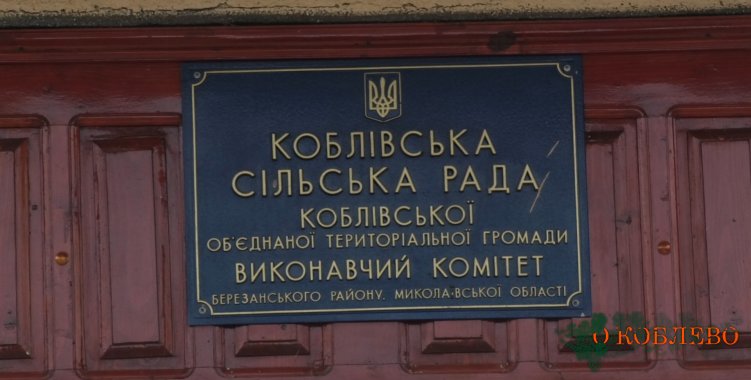 КОБЛІВСЬКА
СІЛЬСЬКА РАДА
КОБЛІВСЬКОЇ
ОБ'ЄДНАНОЇ ТЕРИТОРІАЛЬНОЇ ГРОМАДИ
ВИКОНАВЧИЙ КОМІТЕТ
БЕРЕЗАНСЬКОГО РАЙОНУ. МИКОЛАЇВСЬКОЇ ОБЛАСТІ
О КОБЛЕВО